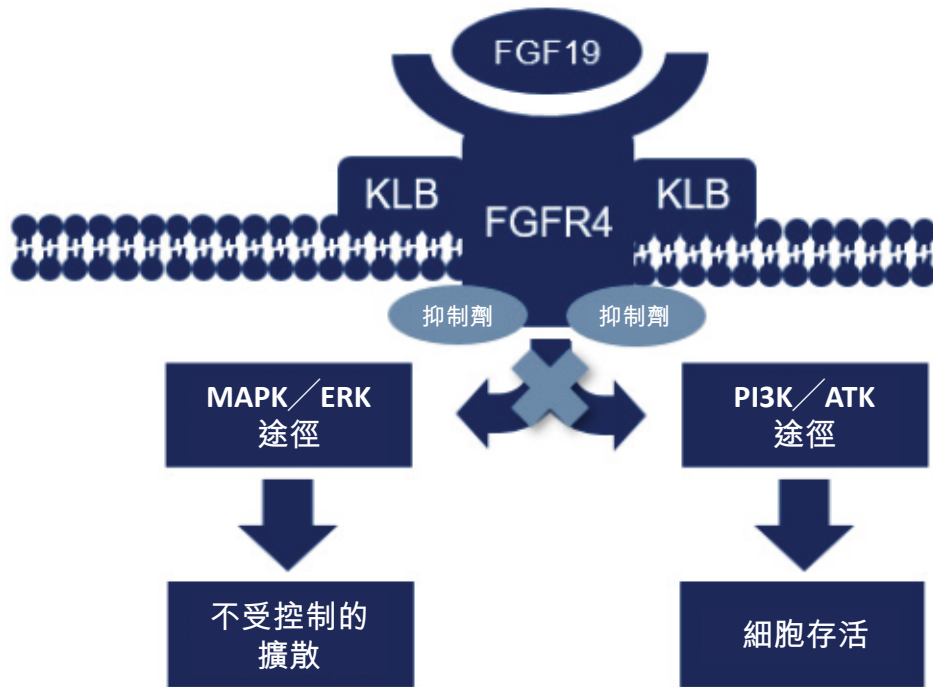 FGF19
KLB
FGFR4
KLB
抑制劑
抑制劑
MAPK／ERK
途徑
PI3K／ATK
途徑
不受控制的
擴散
細胞存活